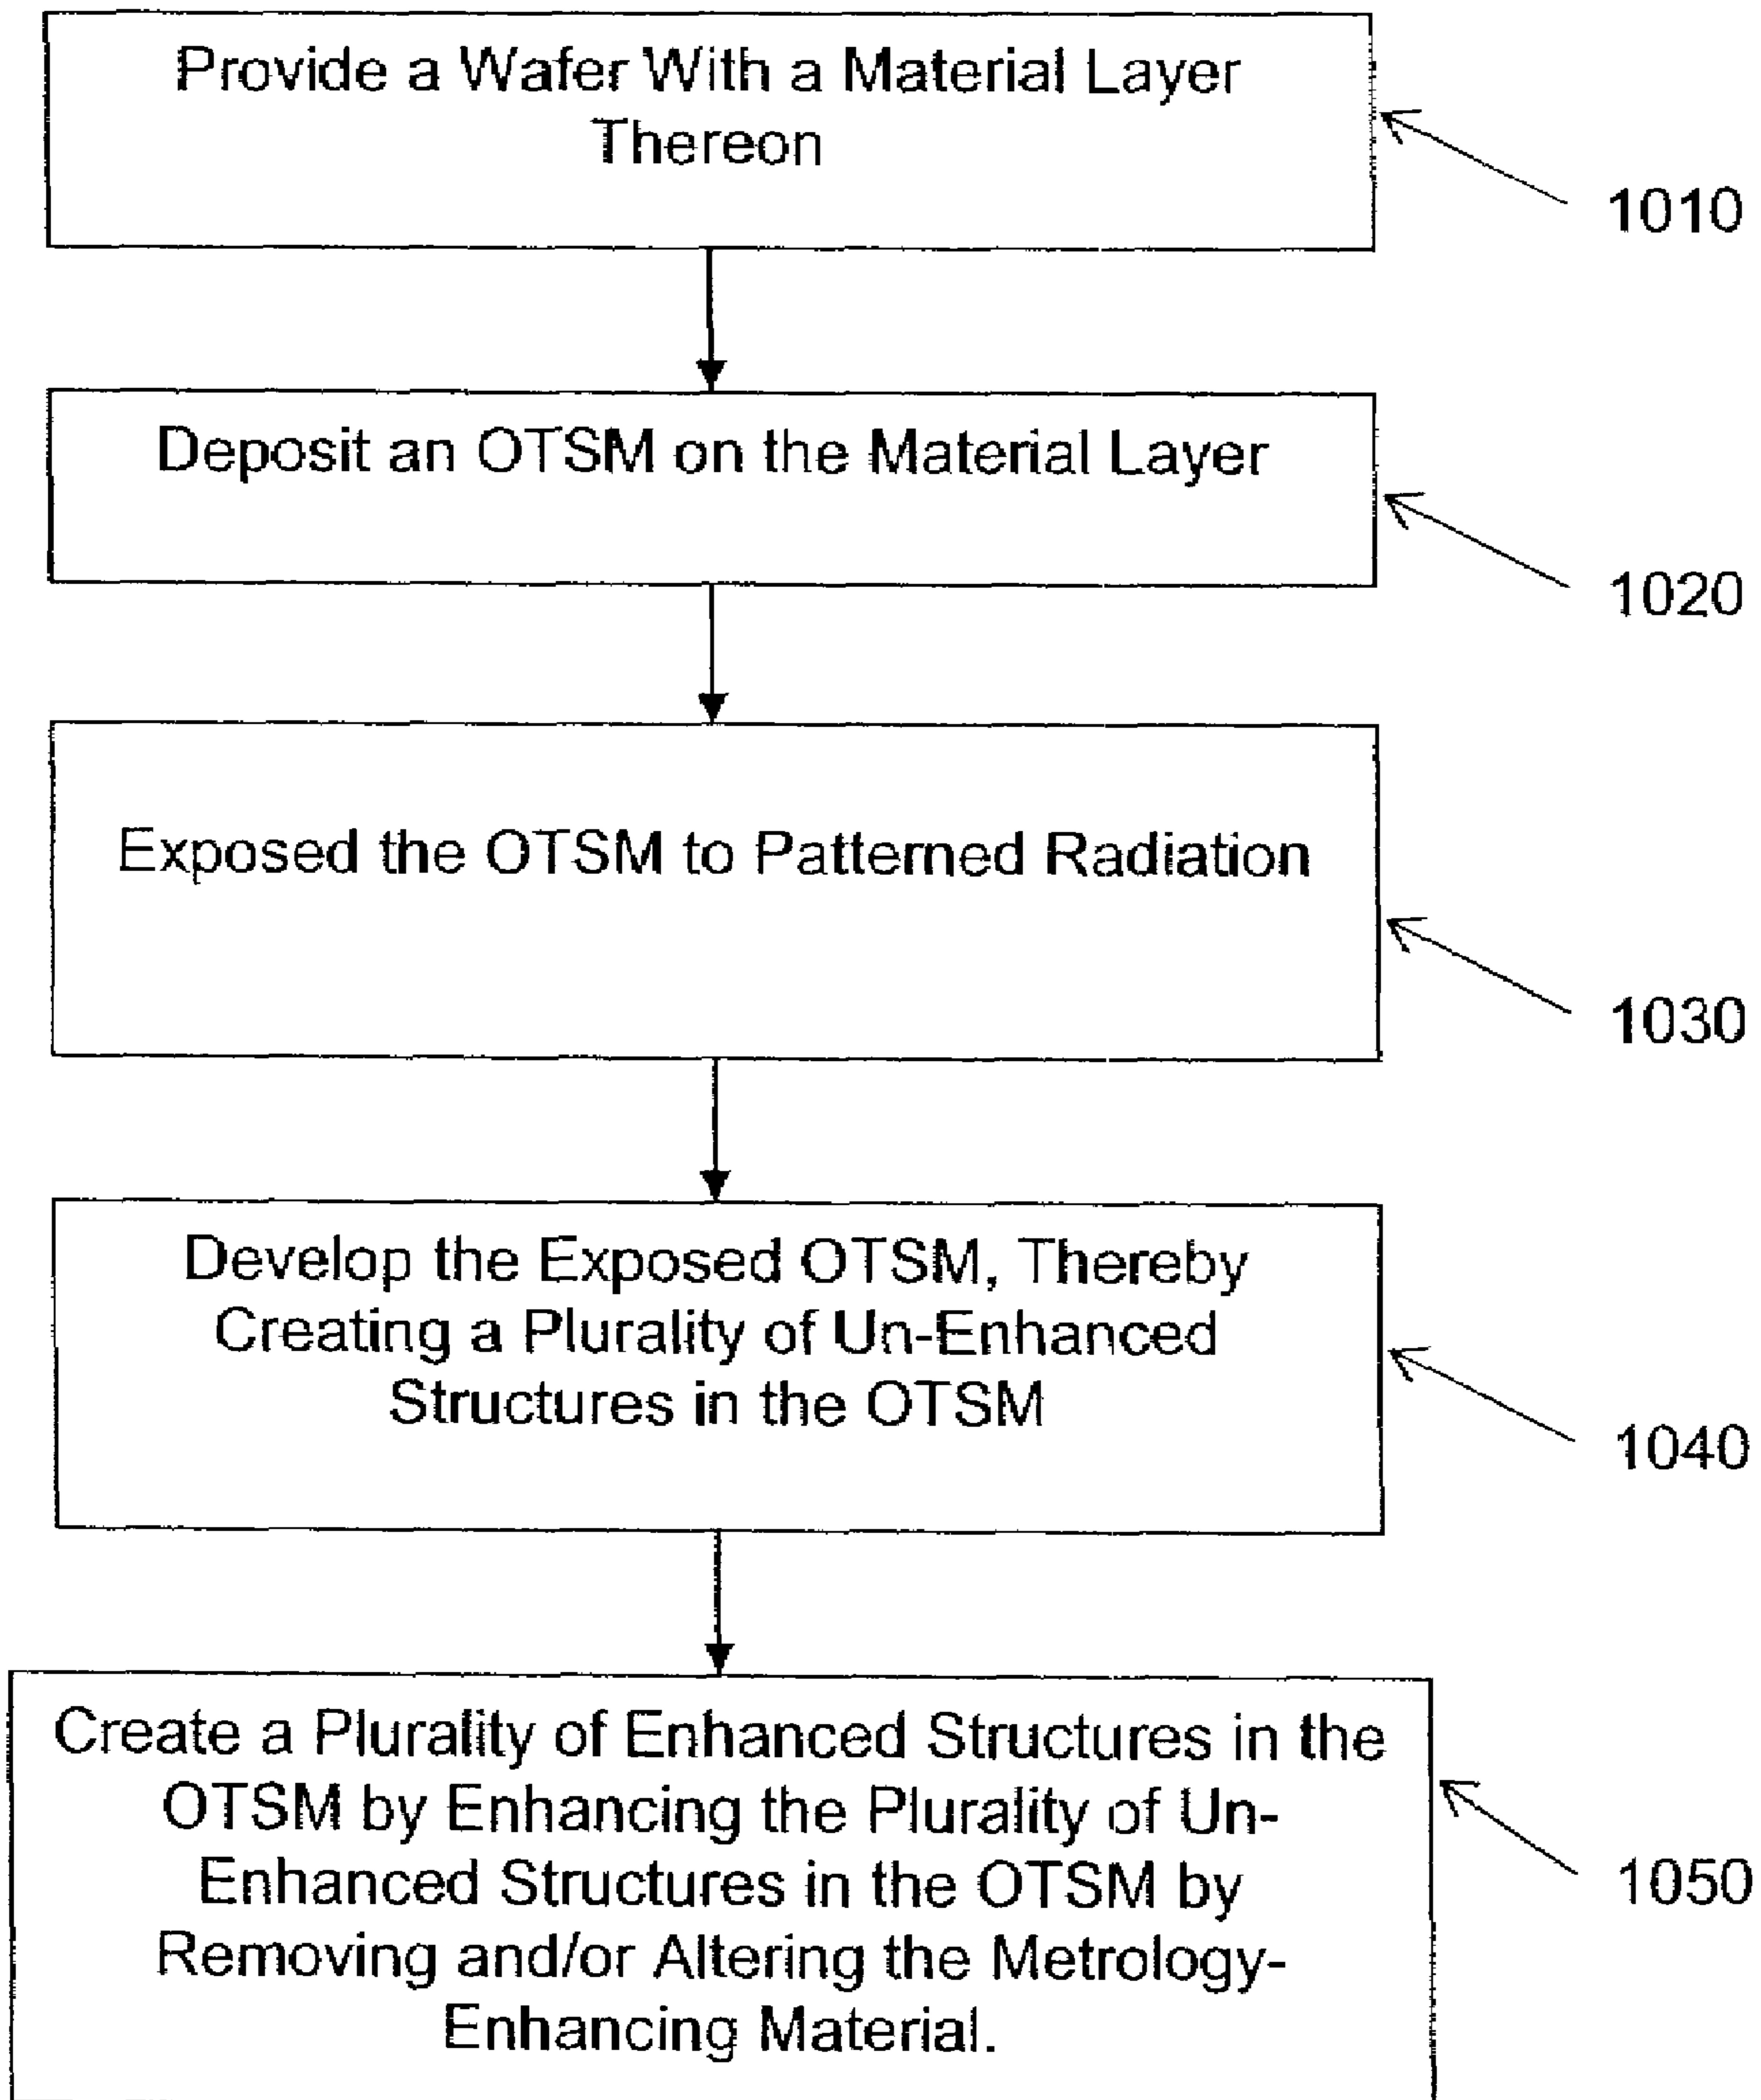 Provide a Wafer With a Material Layer
Thereon
1010
Deposit an OTSM on the Material Layer
1020
Exposed the OTSM to Patterned Radiation
1030
Develop the Exposed OTSM, Thereby
Creating a Plurality of Un-Enhanced
Structures in the OTSM
1040
Create a Plurality of Enhanced Structures in the
OTSM by Enhancing the Plurality of Un-
Enhanced Structures in the OTSM by
Removing and/or Altering the Metrology-
Enhancing Material.
1050